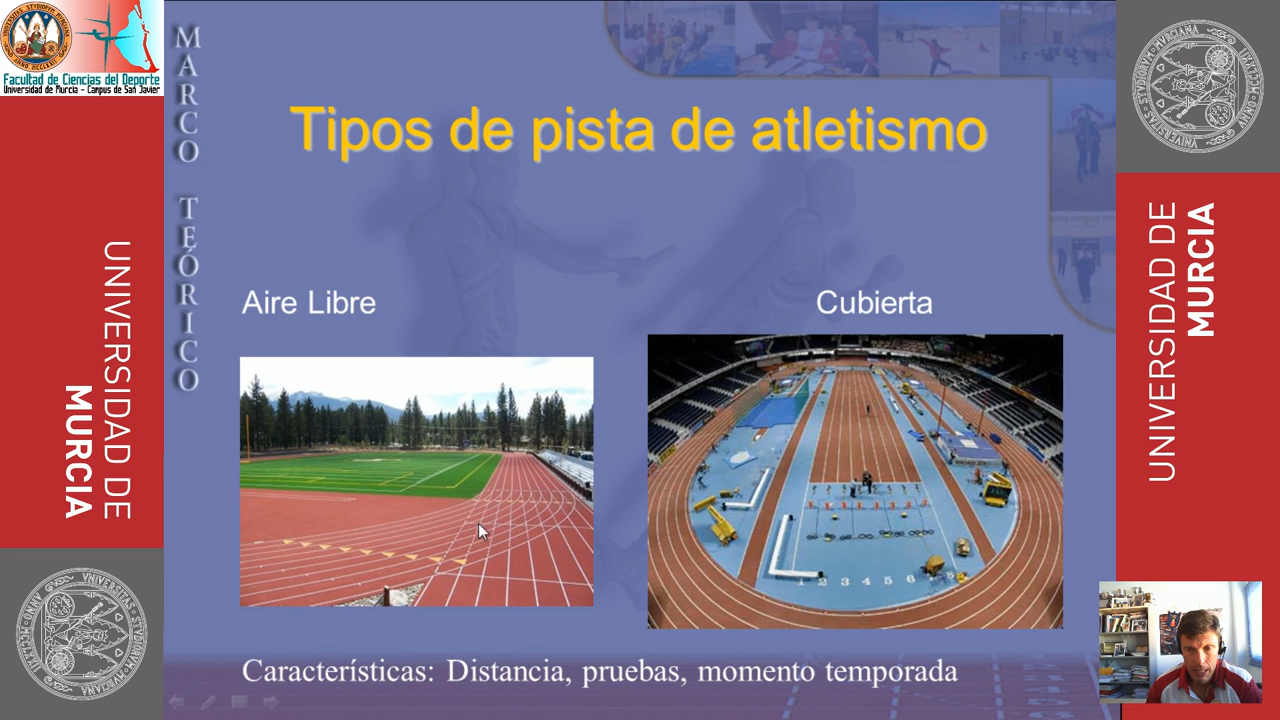 Facultad de Ciencias del Deporte
Universidad de Murcia - Campus de San Javier
MARCO TEÓRICO
Tipos de pista de atletismo
Aire Libre
Cubierta
2 3 4 5 6
Características: Distancia, pruebas, momento temporada
UNIVERSIDAD DE
MURCIA
UNIVERSIDAD DE
MURCIA